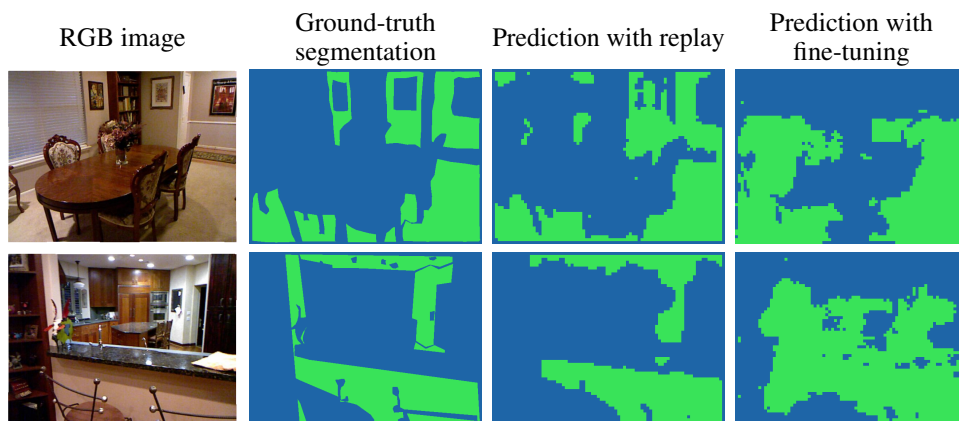 RGB image
Ground-truth
segmentation
Prediction with replay
Prediction with
fine-tuning